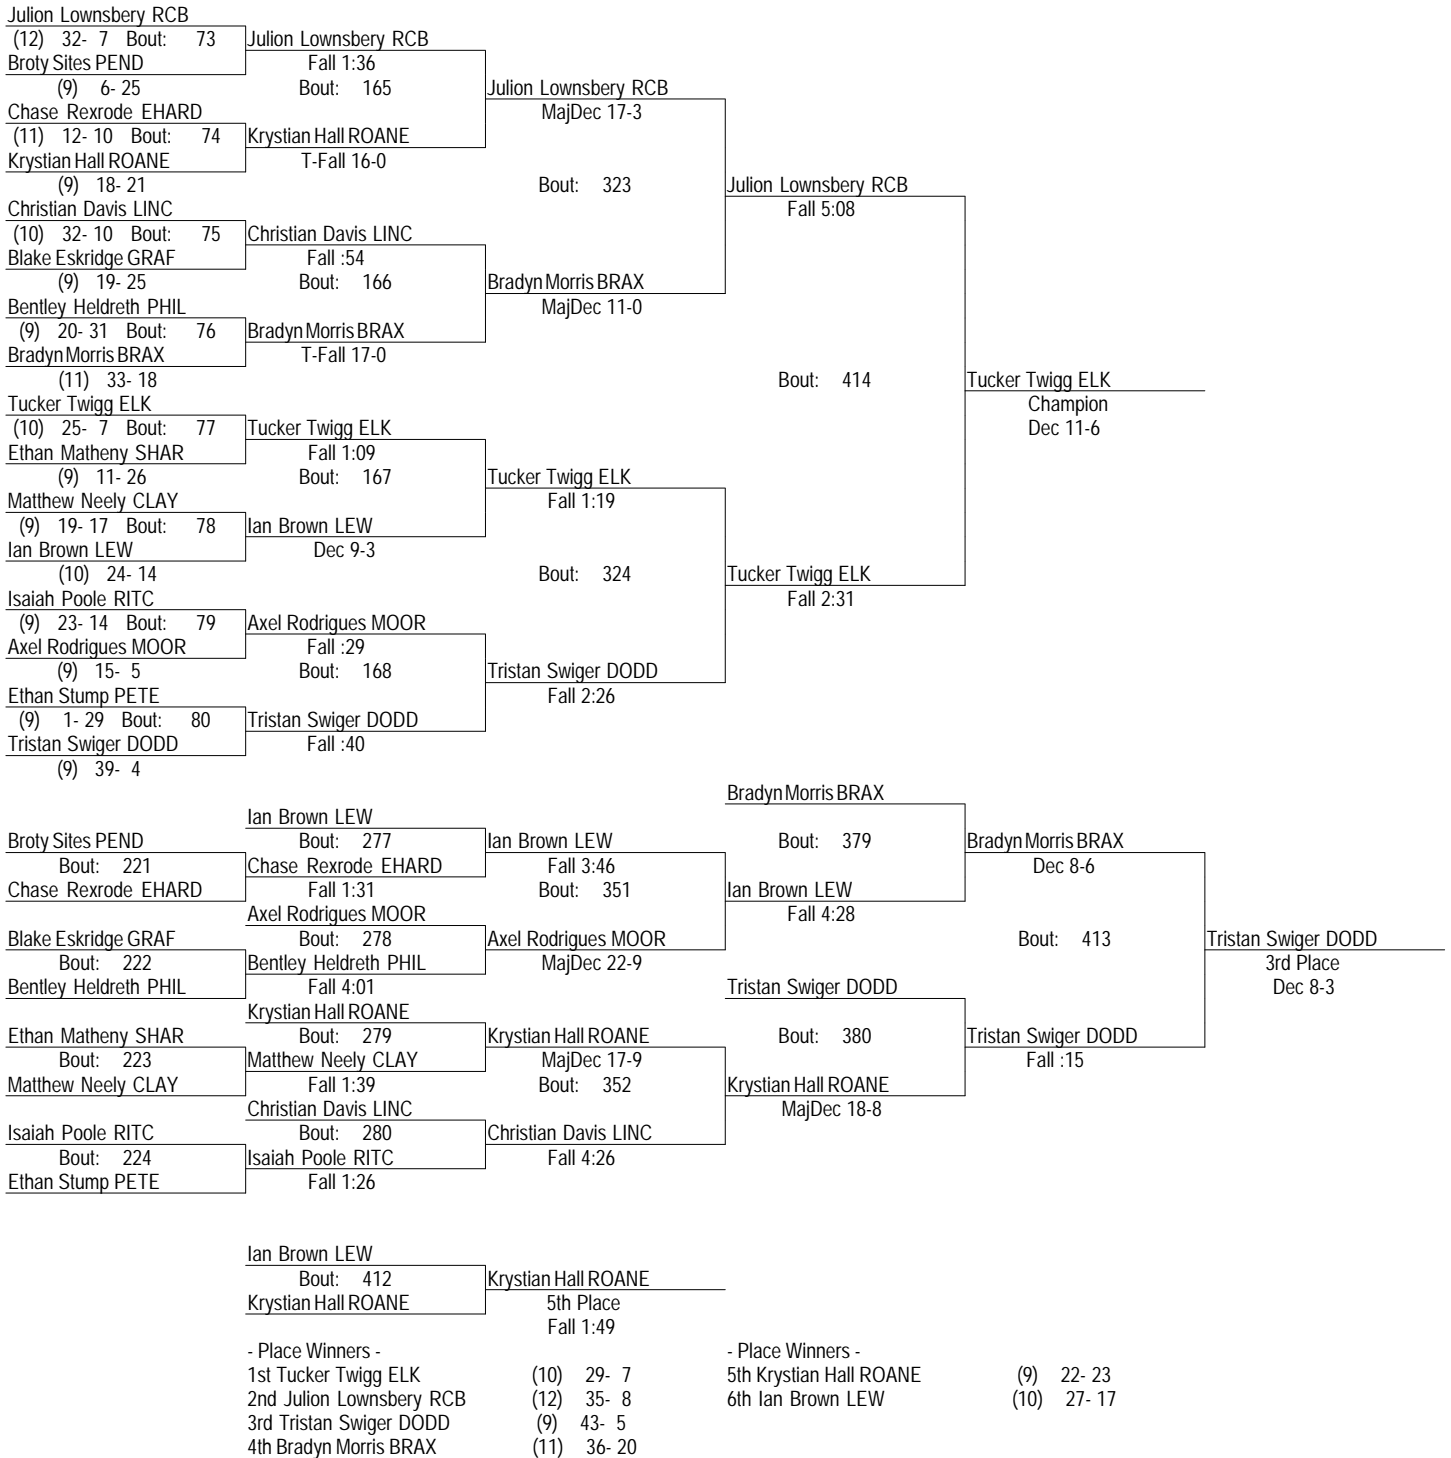 Julion Lownsbery RCB
(12) 32- 7 Bout: 73 Julion Lownsbery RCB
Broty Sites PEND Fall 1:36
(9) 6- 25 Bout: 165 Julion Lownsbery RCB
Chase Rexrode EHARD MajDec 17-3
(11) 12- 10 Bout: 74 Krystian Hall ROANE
Krystian Hall ROANE T-Fall 16-0
(9) 18- 21 Bout: 323 Julion Lownsbery RCB
Christian Davis LINC Fall 5:08
(10) 32- 10 Bout: 75 Christian Davis LINC
Blake Eskridge GRAF Fall :54
(9) 19- 25 Bout: 166 Bradyn Morris BRAX
Bentley Heldreth PHIL MajDec 11-0
(9) 20- 31 Bout: 76 Bradyn Morris BRAX
Bradyn Morris BRAX T-Fall 17-0
(11) 33- 18 Bout: 414 Tucker Twigg ELK
Tucker Twigg ELK Champion
(10) 25- 7 Bout: 77 Tucker Twigg ELK Dec 11-6
Ethan Matheny SHAR Fall 1:09
(9) 11- 26 Bout: 167 Tucker Twigg ELK
Matthew Neely CLAY Fall 1:19
(9) 19- 17 Bout: 78 Ian Brown LEW
Ian Brown LEW Dec 9-3
(10) 24- 14 Bout: 324 Tucker Twigg ELK
Isaiah Poole RITC Fall 2:31
(9) 23- 14 Bout: 79 Axel Rodrigues MOOR
Axel Rodrigues MOOR Fall :29
(9) 15- 5 Bout: 168 Tristan Swiger DODD
Ethan Stump PETE Fall 2:26
(9) 1- 29 Bout: 80 Tristan Swiger DODD
Tristan Swiger DODD Fall :40
(9) 39- 4
Bradyn Morris BRAX
Ian Brown LEW
Broty Sites PEND Bout: 277 Ian Brown LEW Bout: 379 Bradyn Morris BRAX
Bout: 221 Chase Rexrode EHARD Fall 3:46 Dec 8-6
Chase Rexrode EHARD Fall 1:31 Bout: 351 Ian Brown LEW
Axel Rodrigues MOOR Fall 4:28
Blake Eskridge GRAF Bout: 278 Axel Rodrigues MOOR Bout: 413 Tristan Swiger DODD
Bout: 222 Bentley Heldreth PHIL MajDec 22-9 3rd Place
Bentley Heldreth PHIL Fall 4:01 Tristan Swiger DODD Dec 8-3
Krystian Hall ROANE
Ethan Matheny SHAR Bout: 279 Krystian Hall ROANE Bout: 380 Tristan Swiger DODD
Bout: 223 Matthew Neely CLAY MajDec 17-9 Fall :15
Matthew Neely CLAY Fall 1:39 Bout: 352 Krystian Hall ROANE
Christian Davis LINC MajDec 18-8
Isaiah Poole RITC Bout: 280 Christian Davis LINC
Bout: 224 Isaiah Poole RITC Fall 4:26
Ethan Stump PETE Fall 1:26
Ian Brown LEW
Bout: 412 Krystian Hall ROANE
Krystian Hall ROANE 5th Place
Fall 1:49
- Place Winners - - Place Winners -
1st Tucker Twigg ELK (10) 29- 7 5th Krystian Hall ROANE (9) 22- 23
2nd Julion Lownsbery RCB (12) 35- 8 6th Ian Brown LEW (10) 27- 17
3rd Tristan Swiger DODD (9) 43- 5
4th Bradyn Morris BRAX (11) 36- 20